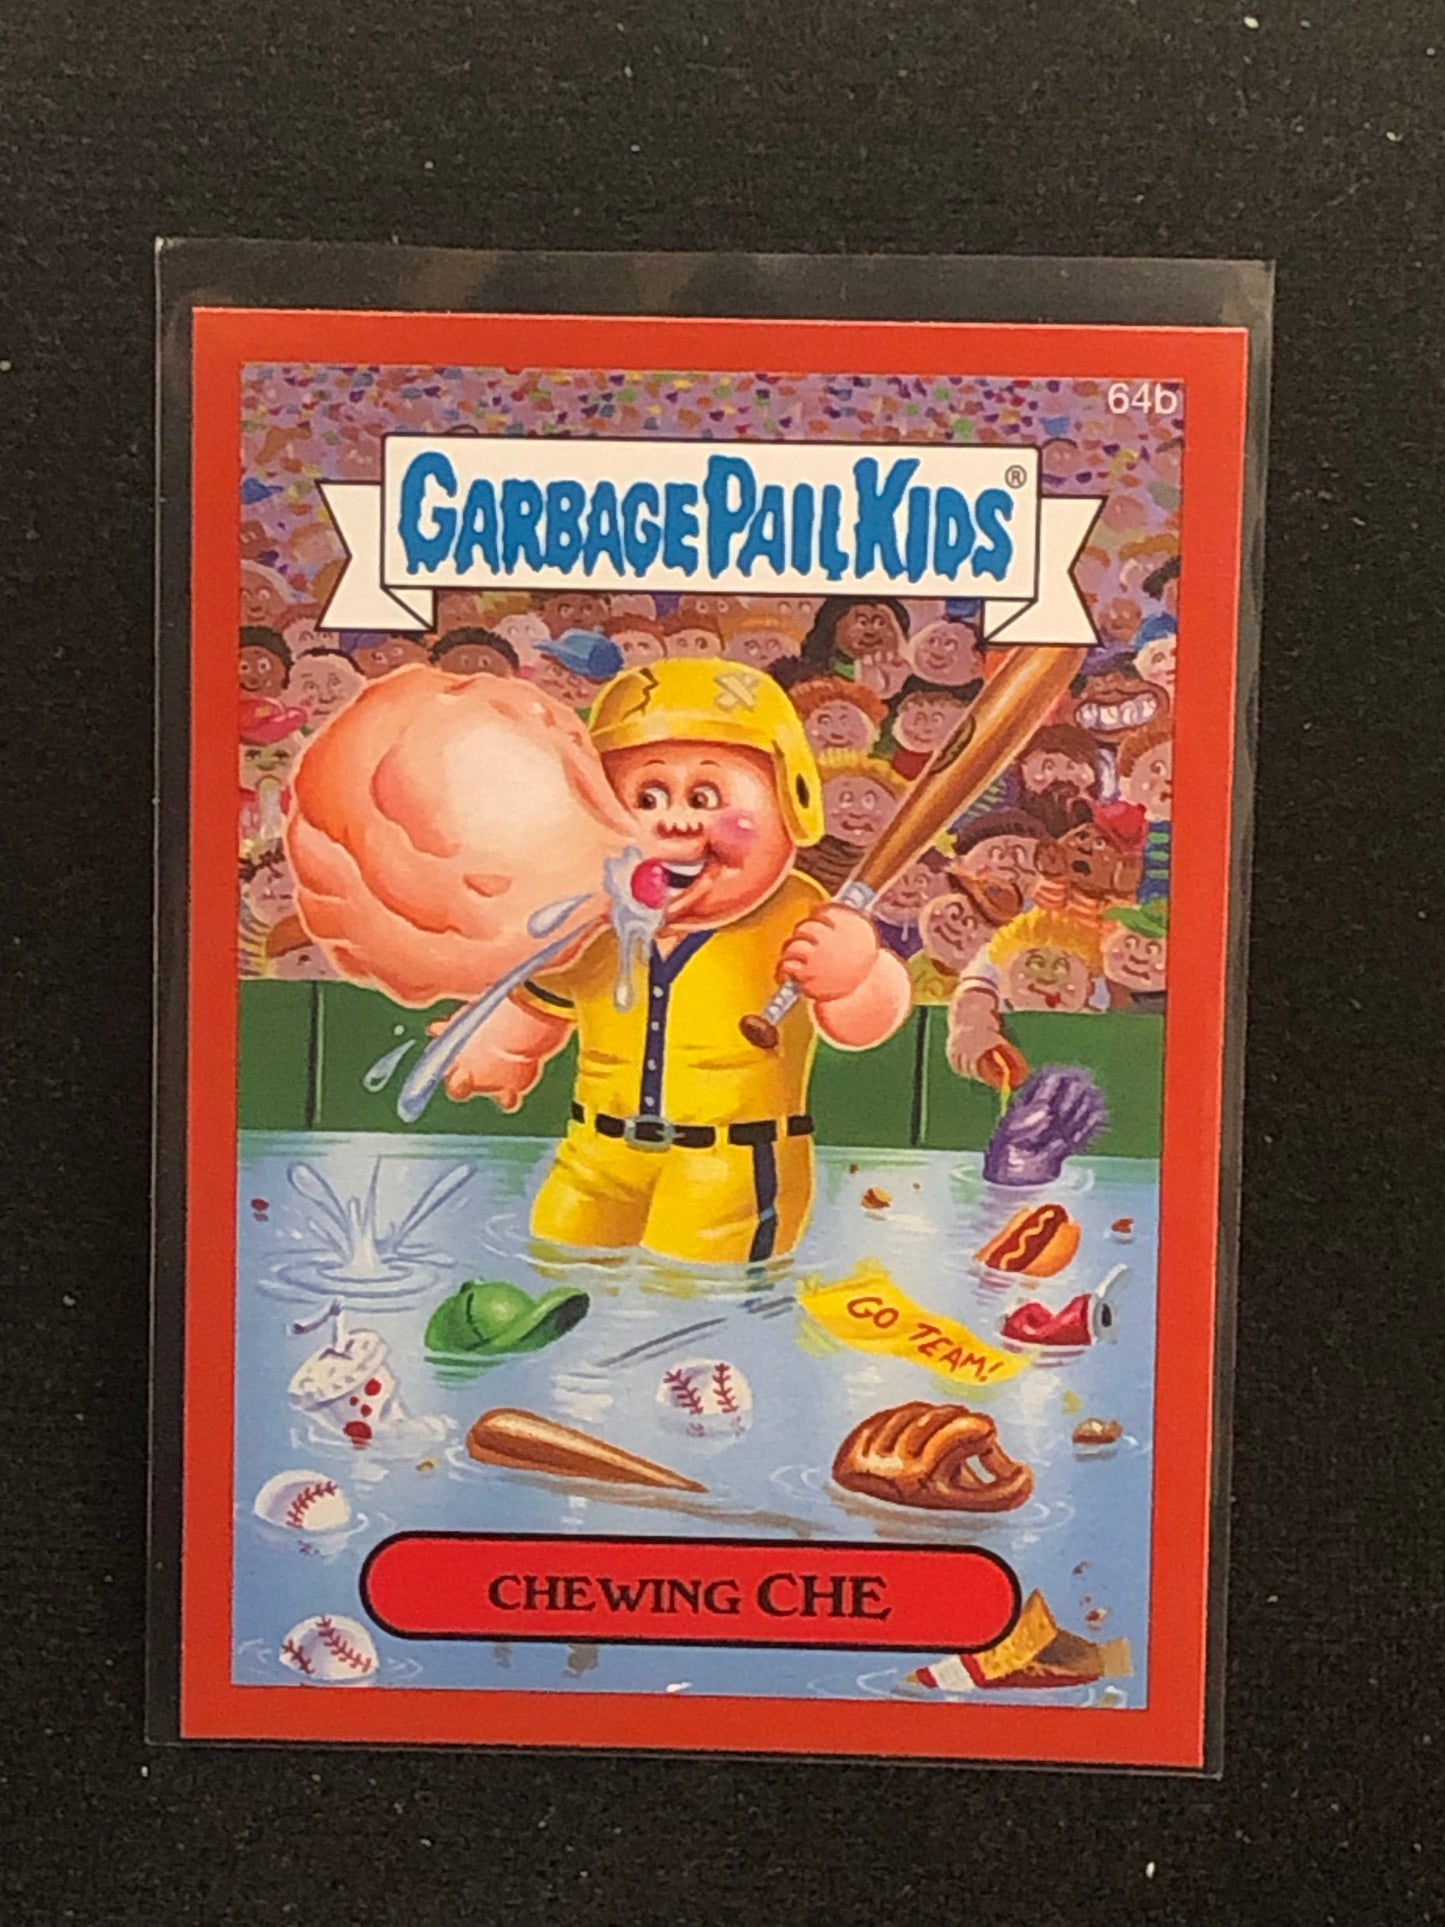 64b
GARBAGE PAIL KIDS®
GO TEAM!
CHEWING CHE